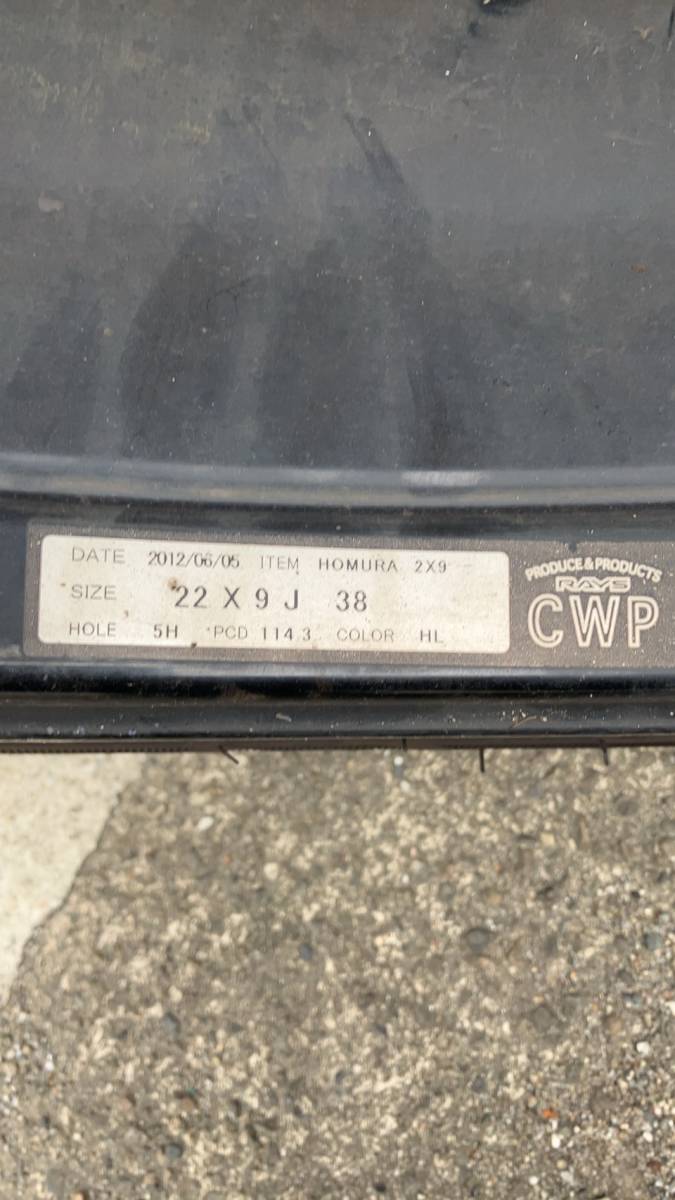 DATE 2012/06/05 ITEM HOMURA 2X9
SIZE 22 X 9 J 38
HOLE 5H PCD 114.3 COLOR HL
PRODUCE & PRODUCTS
RAYS
CWP